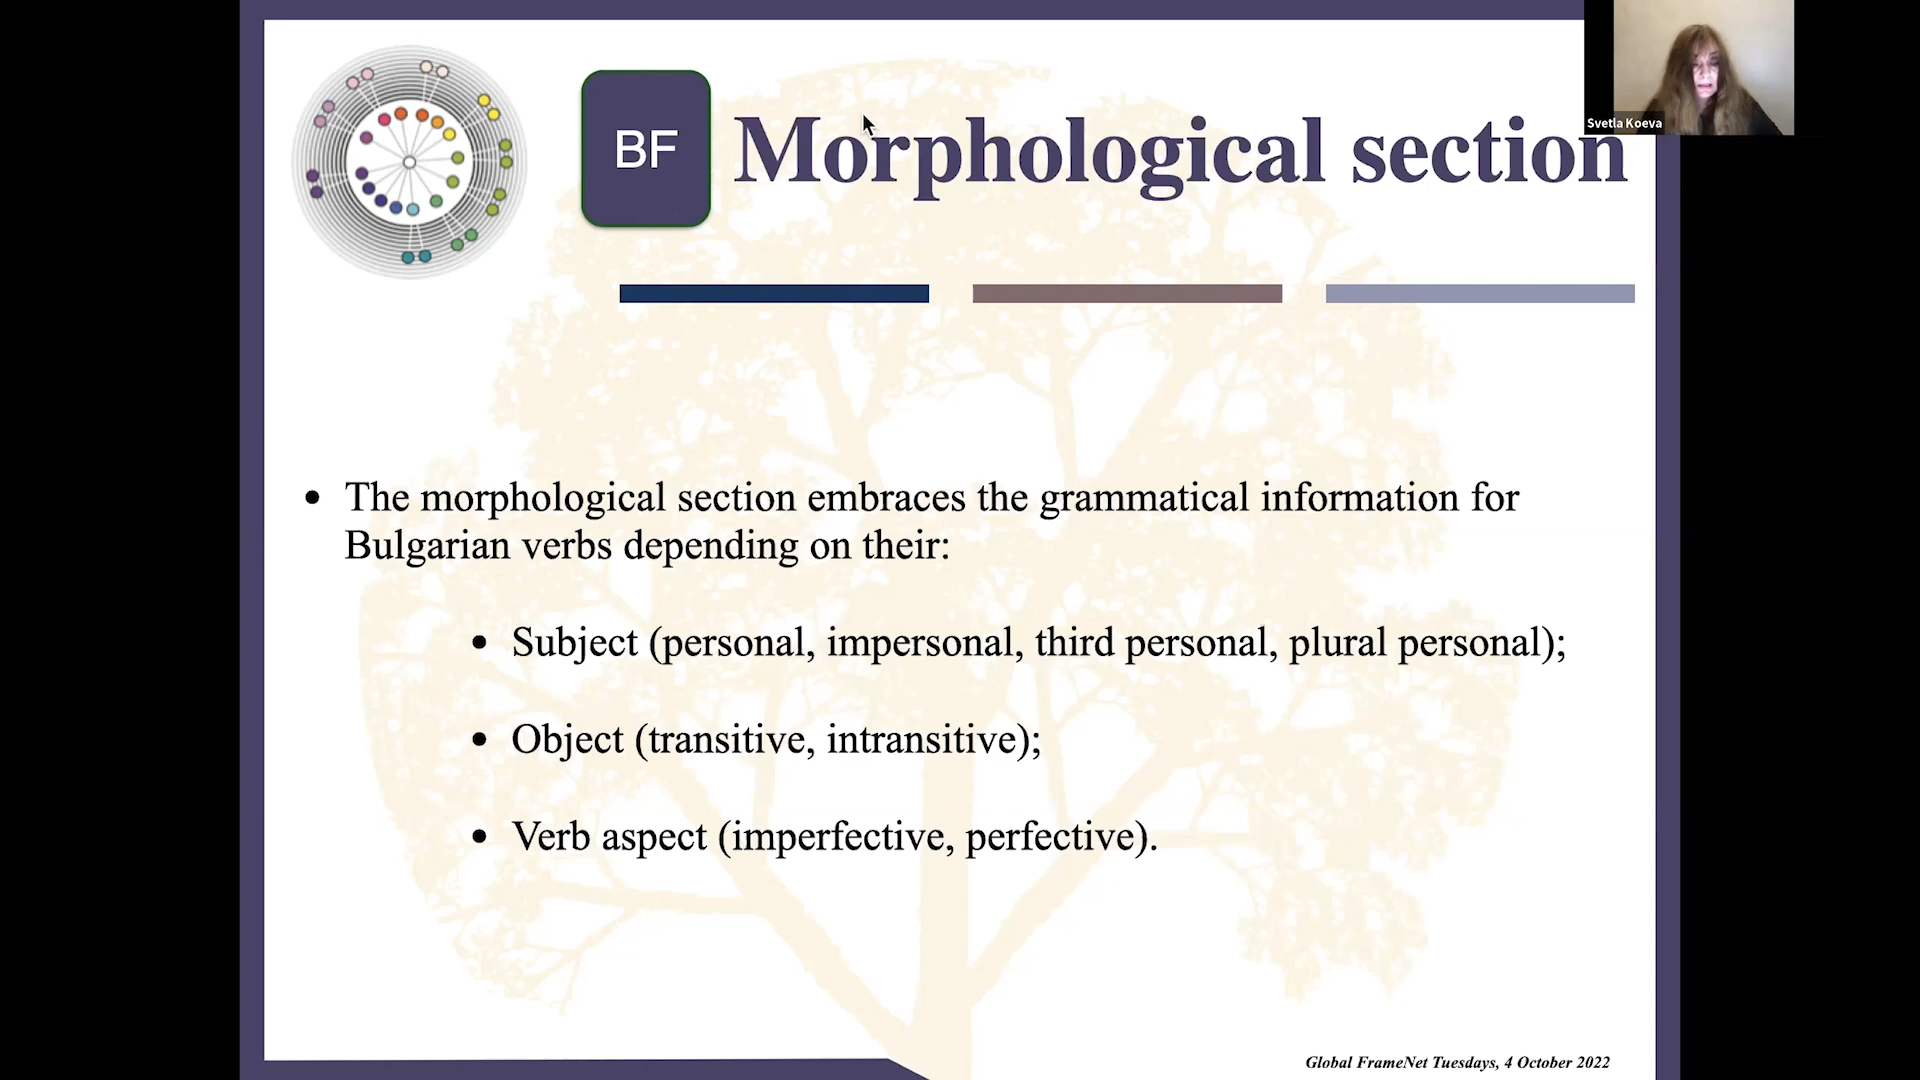 BF
Morphological section
Svetla Koeva
• The morphological section embraces the grammatical information for
Bulgarian verbs depending on their:
• Subject (personal, impersonal, third personal, plural personal);
• Object (transitive, intransitive);
• Verb aspect (imperfective, perfective).
Global FrameNet Tuesdays, 4 October 2022